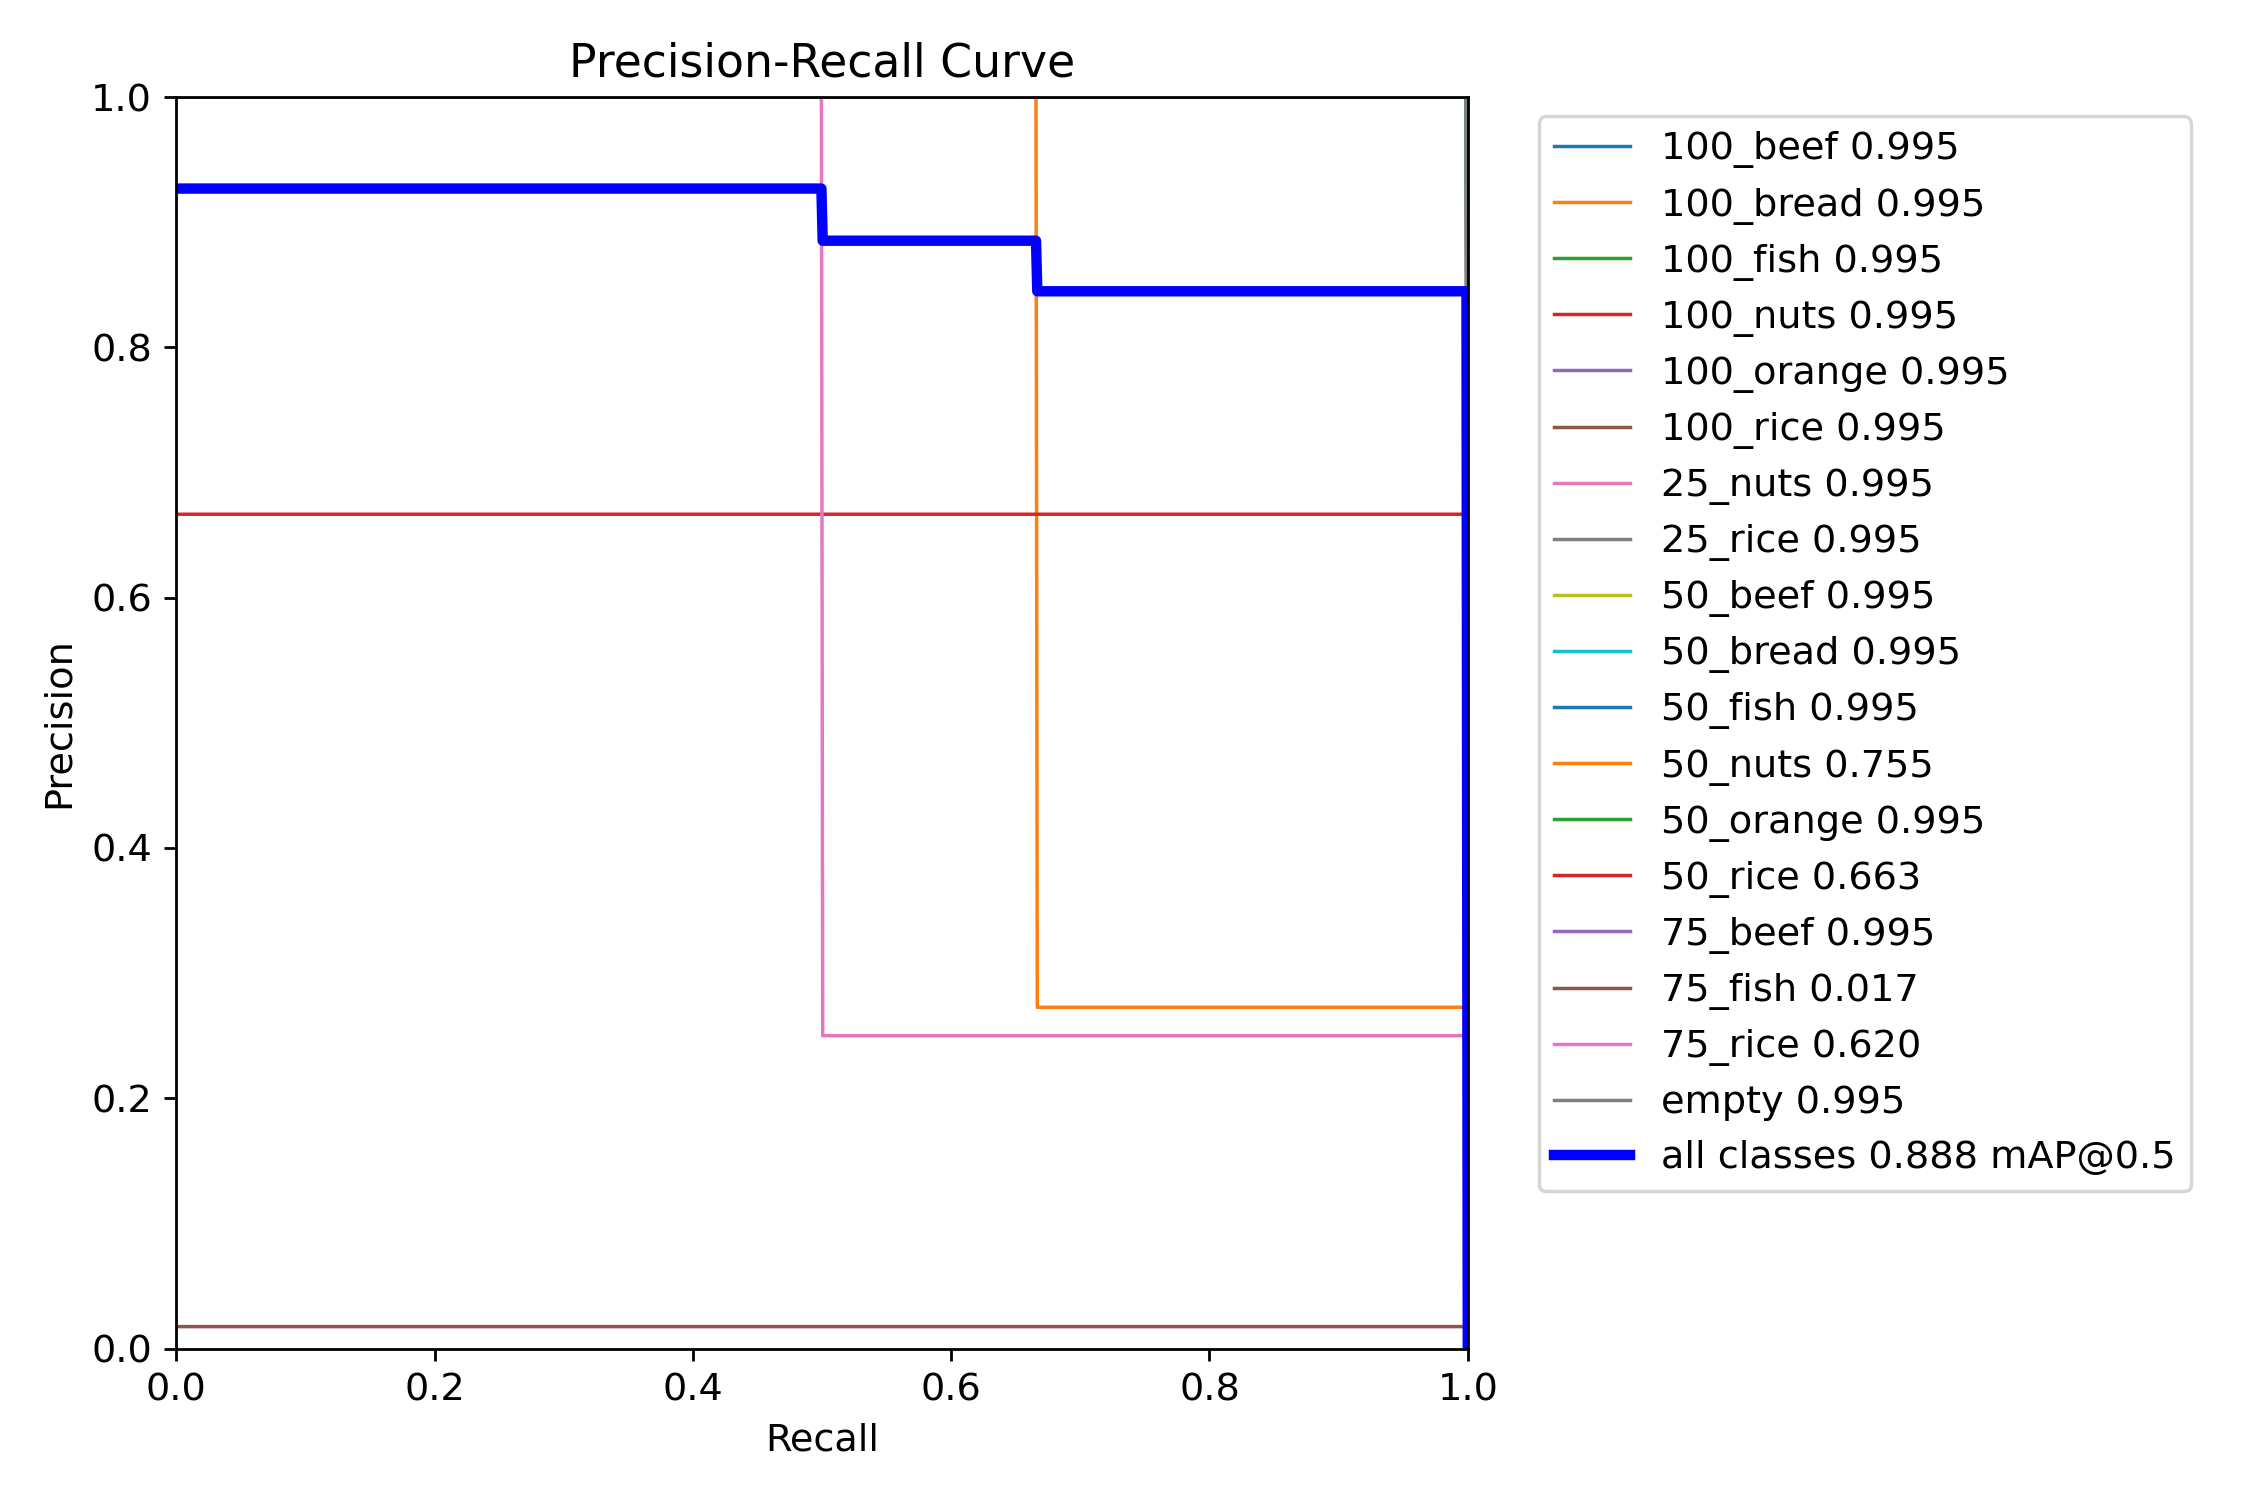 Precision-Recall Curve
1.0
0.8
0.6
0.4
0.2
0.0
Precision
0.0 0.2 0.4 0.6 0.8 1.0
Recall
100_beef 0.995
100_bread 0.995
100_fish 0.995
100_nuts 0.995
100_orange 0.995
100_rice 0.995
25_nuts 0.995
25_rice 0.995
50_beef 0.995
50_bread 0.995
50_fish 0.995
50_nuts 0.755
50_orange 0.995
50_rice 0.663
75_beef 0.995
75_fish 0.017
75_rice 0.620
empty 0.995
all classes 0.888 mAP@0.5